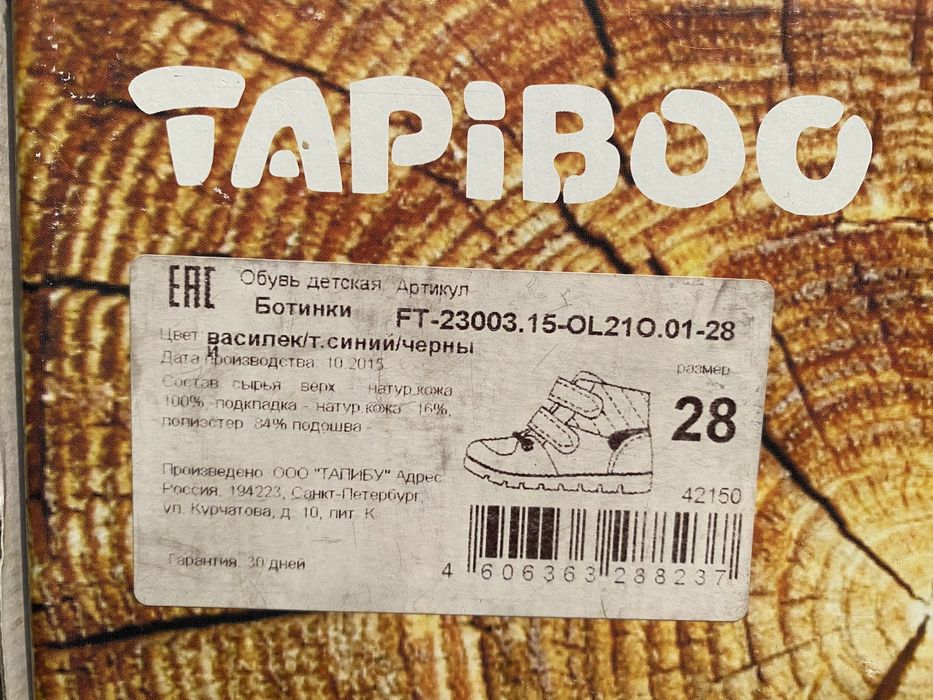 TAPiBOO
EAC
Обувь детская Артикул
Ботинки FT-23003.15-OL21O.01-28
Цвет василек/т.синий/черны
й
Дата производства 10.2015
размер
Состав сырья верх - натур.кожа
100%, подкладка - натур.кожа 16%,
полиэстер 84% подошва -
28
Произведено ООО "ТАПИБУ" Адрес
Россия, 194223, Санкт-Петербург,
ул. Курчатова, д. 10, лит. К
42150
Гарантия 30 дней
4 606363 238237